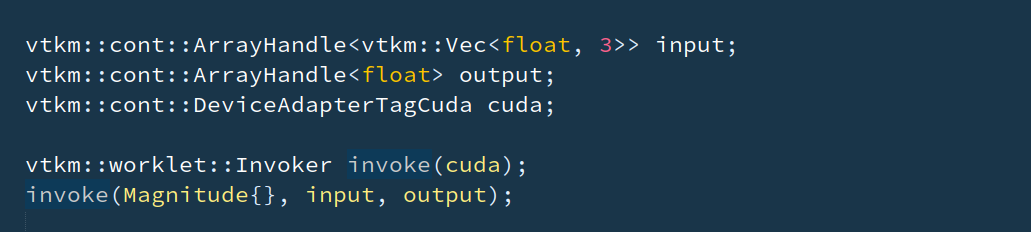 vtkm::cont::ArrayHandle<vtkm::Vec<float, 3>> input;
vtkm::cont::ArrayHandle<float> output;
vtkm::cont::DeviceAdapterTagCuda cuda;
vtkm::worklet::Invoker invoke(cuda);
invoke(Magnitude{}, input, output);